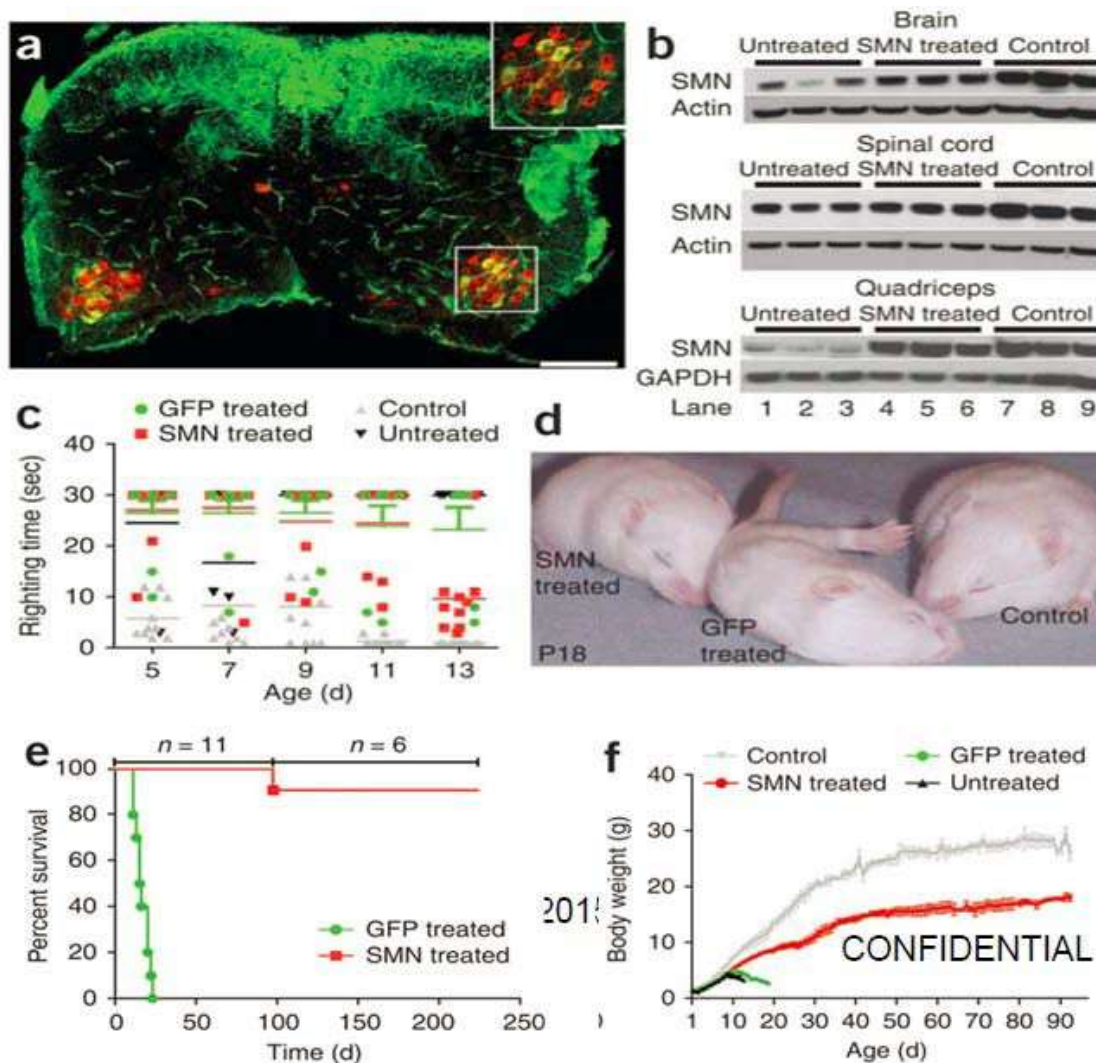 a
b
Brain
Untreated SMN treated Control
SMN
Actin
Spinal cord
Untreated SMN treated Control
SMN
Actin
Quadriceps
Untreated SMN treated Control
SMN
GAPDH
Lane 1 2 3 4 5 6 7 8 9
c
GFP treated
Control
SMN treated
Untreated
Righting time (sec)
40
30
20
10
0
5 7 9 11 13
Age (d)
d
SMN
treated
GFP
treated
Control
P18
e
n = 11 n = 6
Percent survival
100
80
60
40
20
0
GFP treated
SMN treated
0 50 100 150 200 250
Time (d)
2015
f
Control
GFP treated
SMN treated
Untreated
Body weight (g)
40
30
20
10
0
CONFIDENTIAL
1 10 20 30 40 50 60 70 80 90
Age (d)